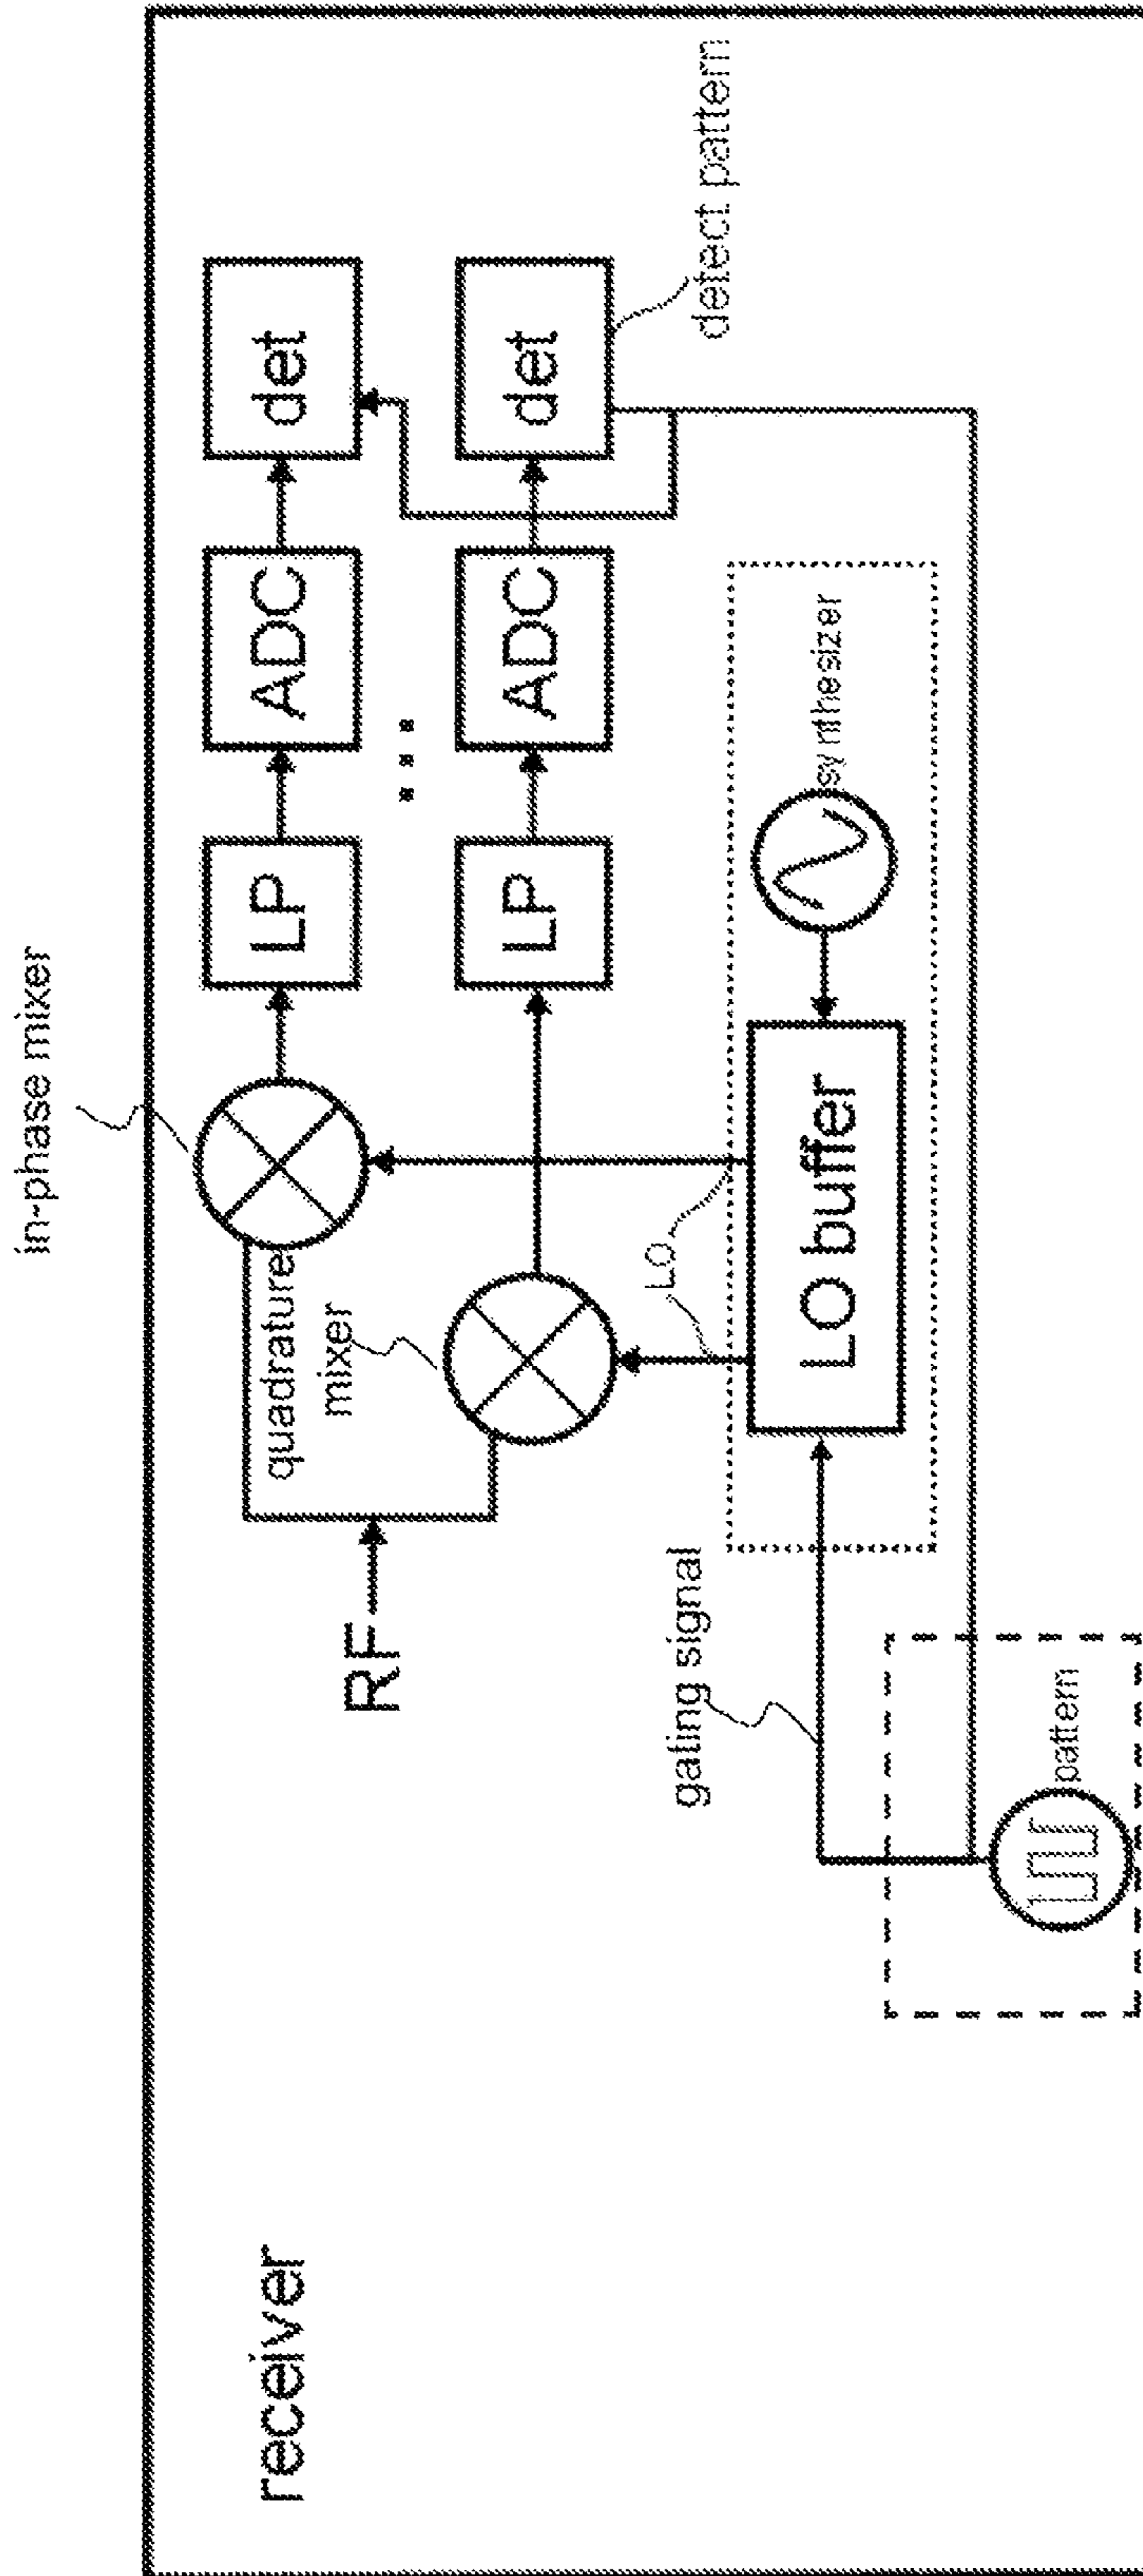 in-phase mixer
receiver
RF
quadrature
mixer
LP
ADC
det
...
LP
ADC
det
detect pattern
LO
gating signal
LO buffer
synthesizer
pattern